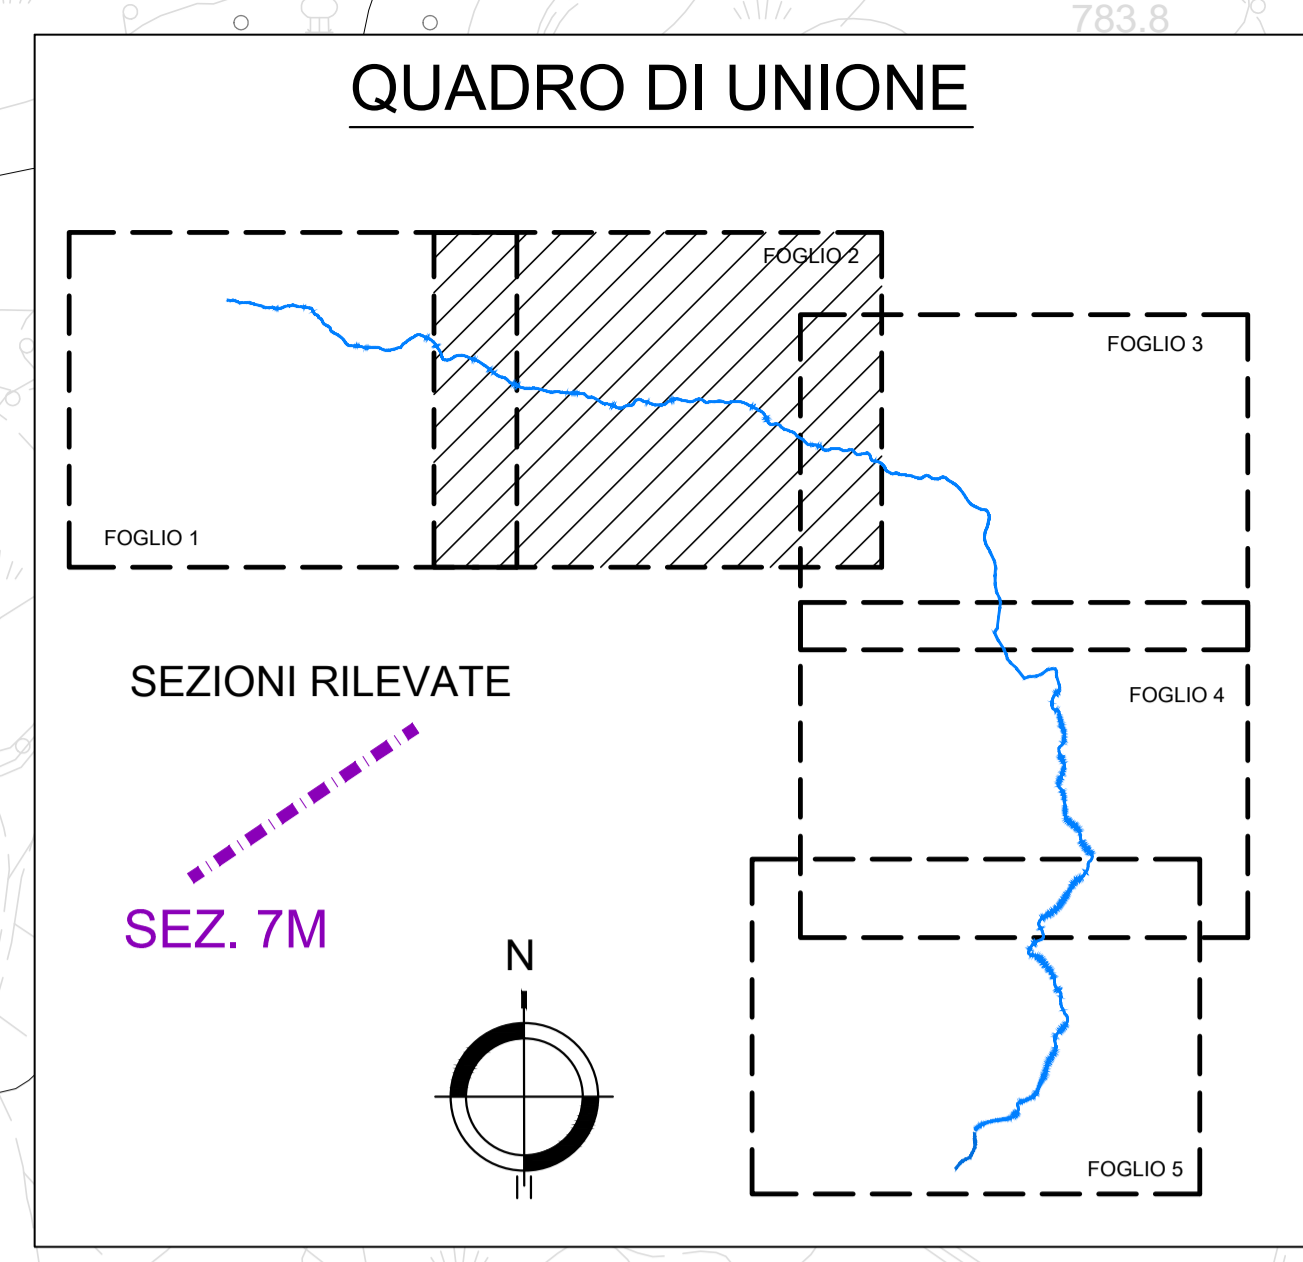 783.8
QUADRO DI UNIONE
FOGLIO 2
FOGLIO 3
FOGLIO 1
SEZIONI RILEVATE
FOGLIO 4
SEZ. 7M
N
FOGLIO 5